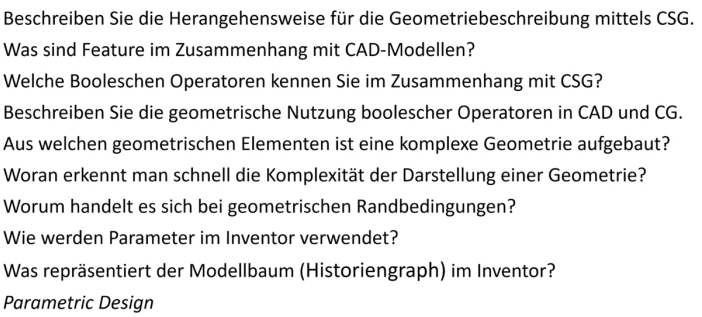 Beschreiben Sie die Herangehensweise für die Geometriebeschreibung mittels CSG.
Was sind Feature im Zusammenhang mit CAD-Modellen?
Welche Booleschen Operatoren kennen Sie im Zusammenhang mit CSG?
Beschreiben Sie die geometrische Nutzung boolescher Operatoren in CAD und CG.
Aus welchen geometrischen Elementen ist eine komplexe Geometrie aufgebaut?
Woran erkennt man schnell die Komplexität der Darstellung einer Geometrie?
Worum handelt es sich bei geometrischen Randbedingungen?
Wie werden Parameter im Inventor verwendet?
Was repräsentiert der Modellbaum (Historiengraph) im Inventor?
Parametric Design